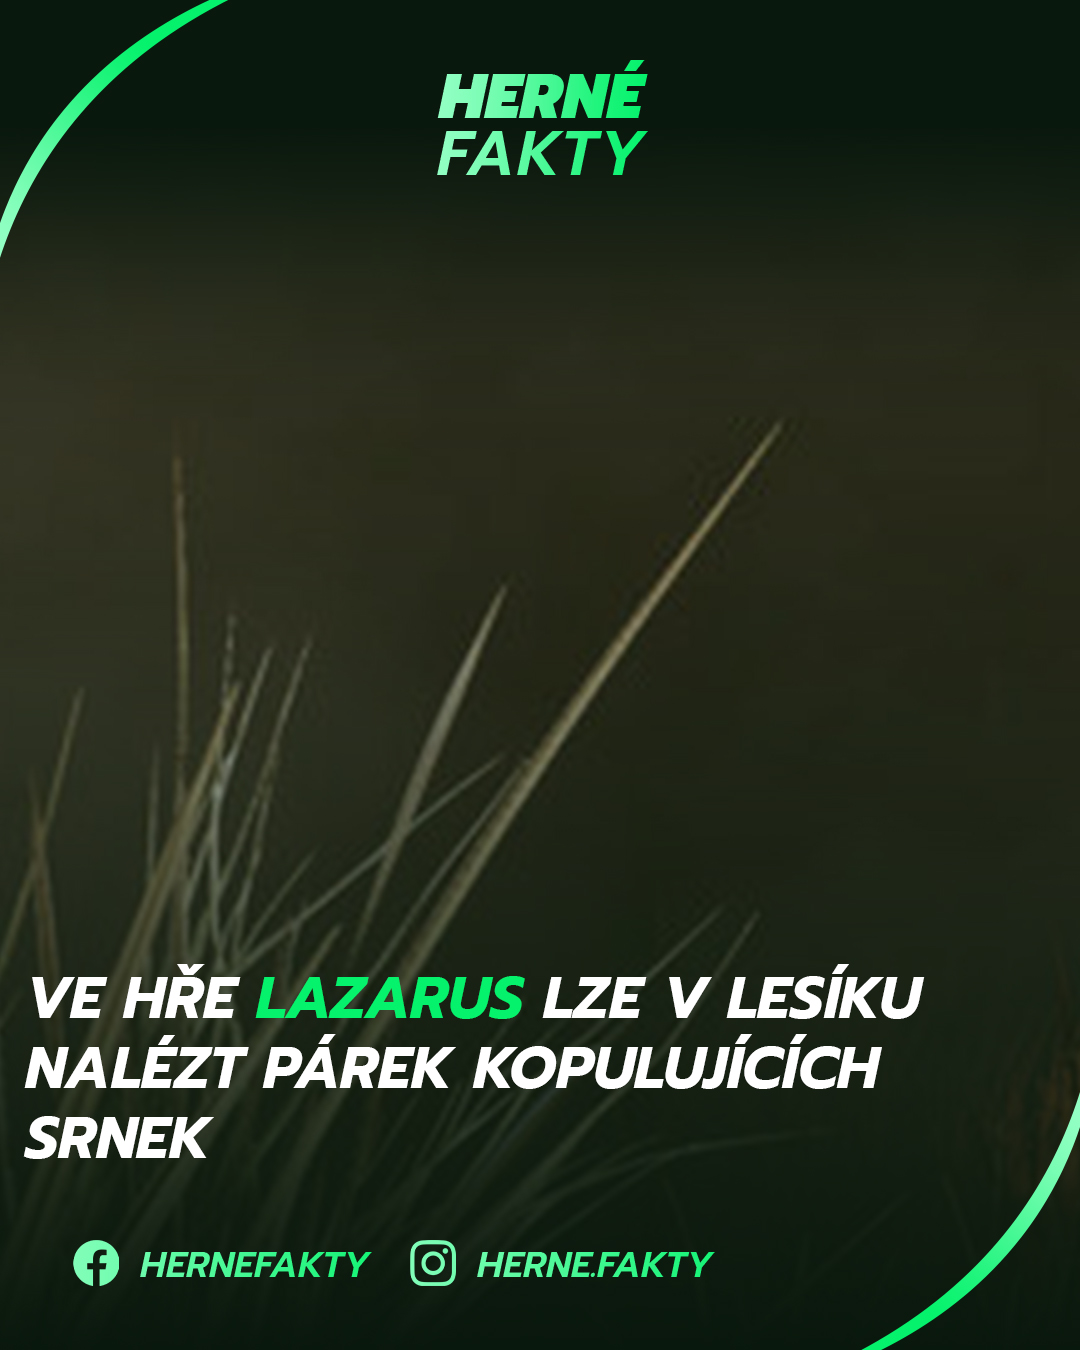 HERNÉ
FAKTY
VE HŘE LAZARUS LZE V LESÍKU
NALÉZT PÁREK KOPULUJÍCÍCH
SRNEK
HERNEFAKTY HERNE.FAKTY